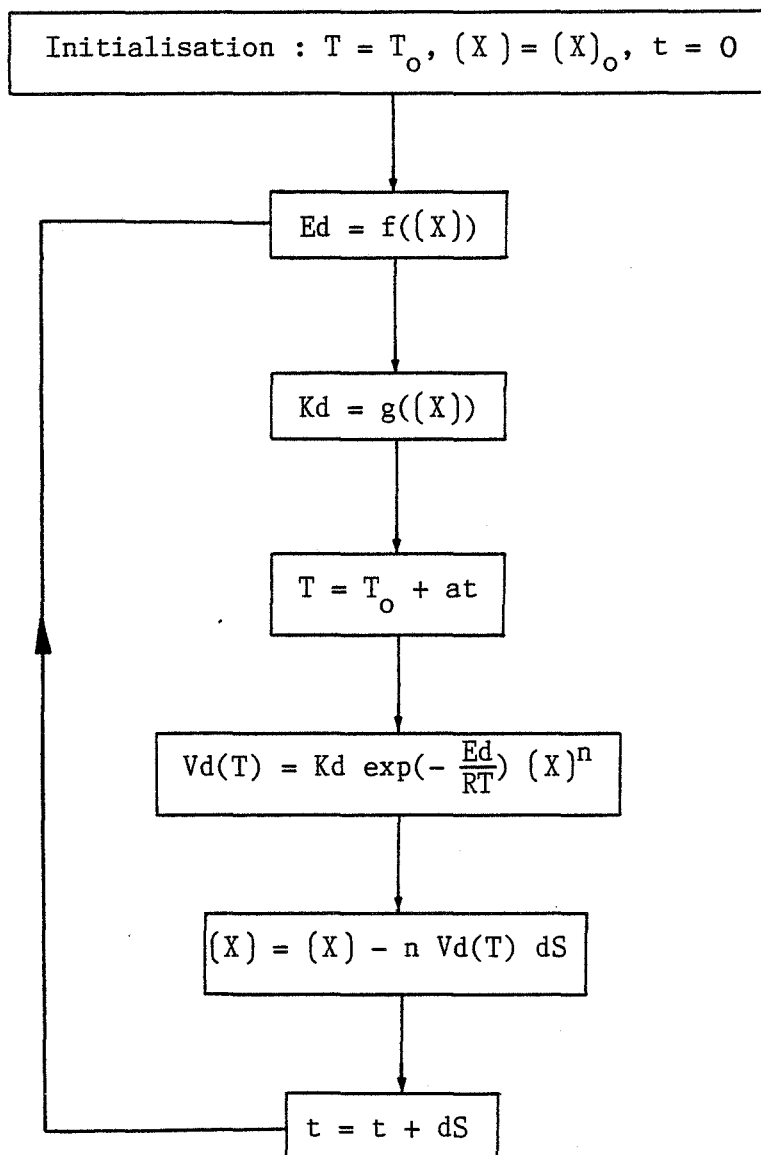 Initialisation : T = T_o, (X) = (X)_o, t = 0
Ed = f((X))
Kd = g((X))
T = T_o + at
Vd(T) = Kd exp(- Ed/RT) (X)^n
(X) = (X) - n Vd(T) dS
t = t + dS